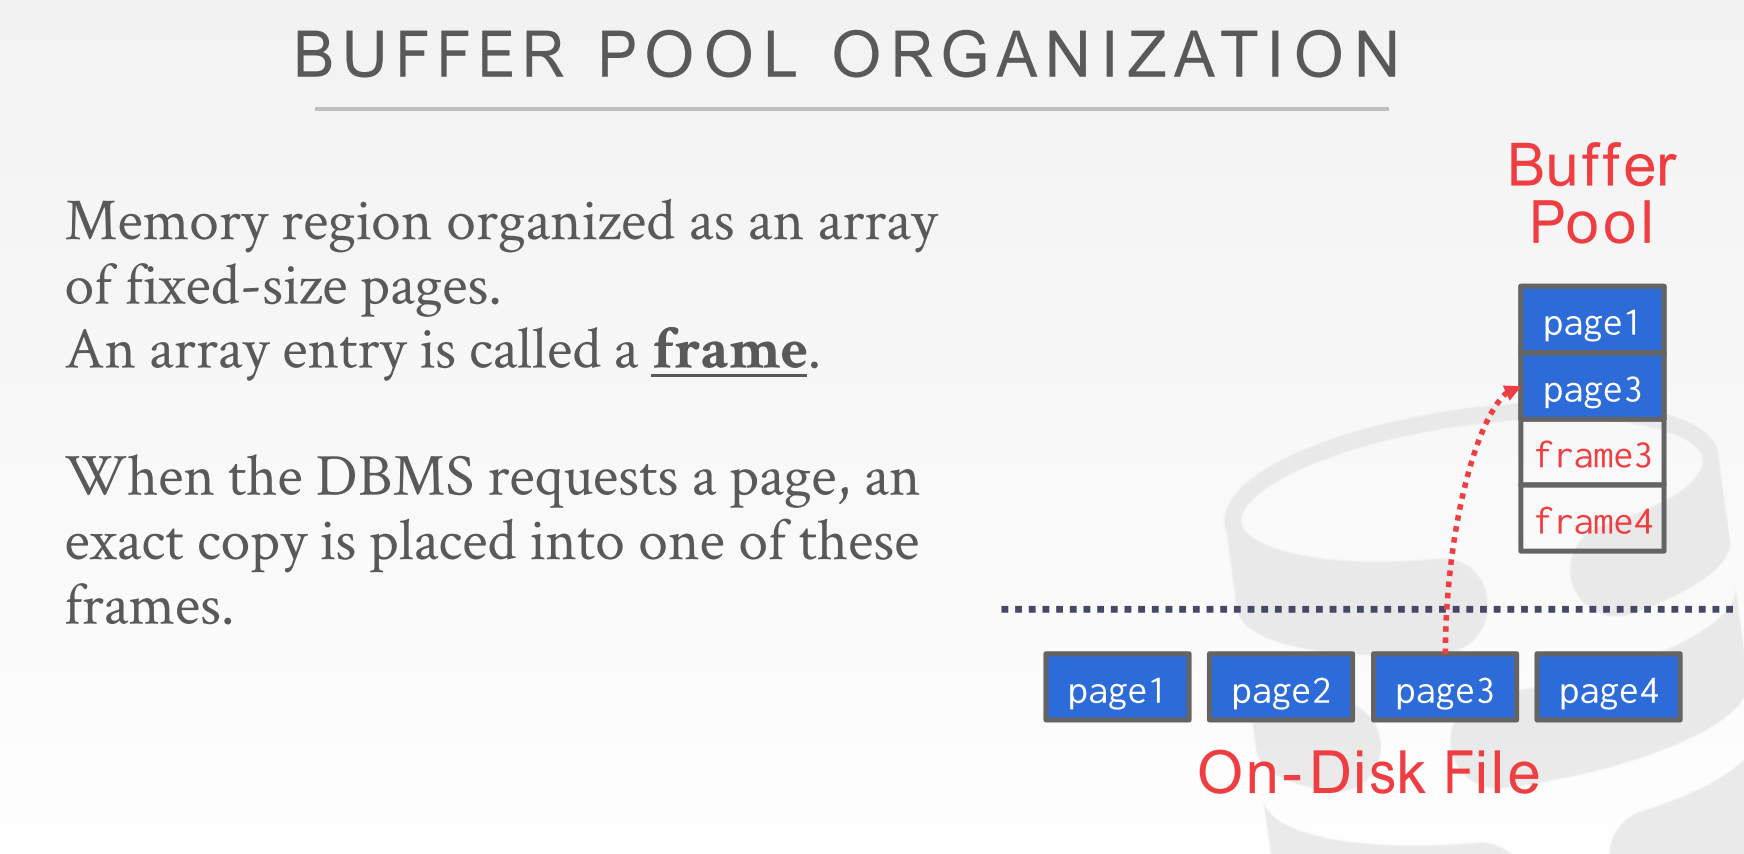 BUFFER POOL ORGANIZATION
Memory region organized as an array
of fixed-size pages.
An array entry is called a frame.
When the DBMS requests a page, an
exact copy is placed into one of these
frames.
Buffer
Pool
page1
page3
frame3
frame4
page1 page2 page3 page4
On-Disk File